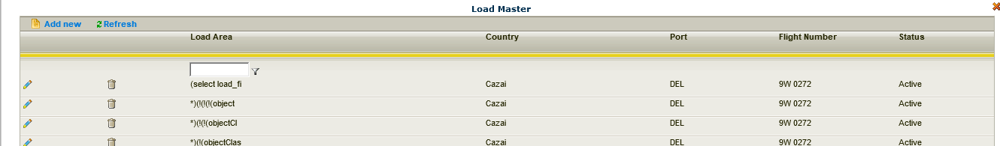 Load Master
Add new Refresh
Load Area Country Port Flight Number Status
(select load_fi Cazai DEL 9W 0272 Active
*)(!(!(!(object Cazai DEL 9W 0272 Active
*)(!(!(objectCl Cazai DEL 9W 0272 Active
*)(!(objectClas Cazai DEL 9W 0272 Active